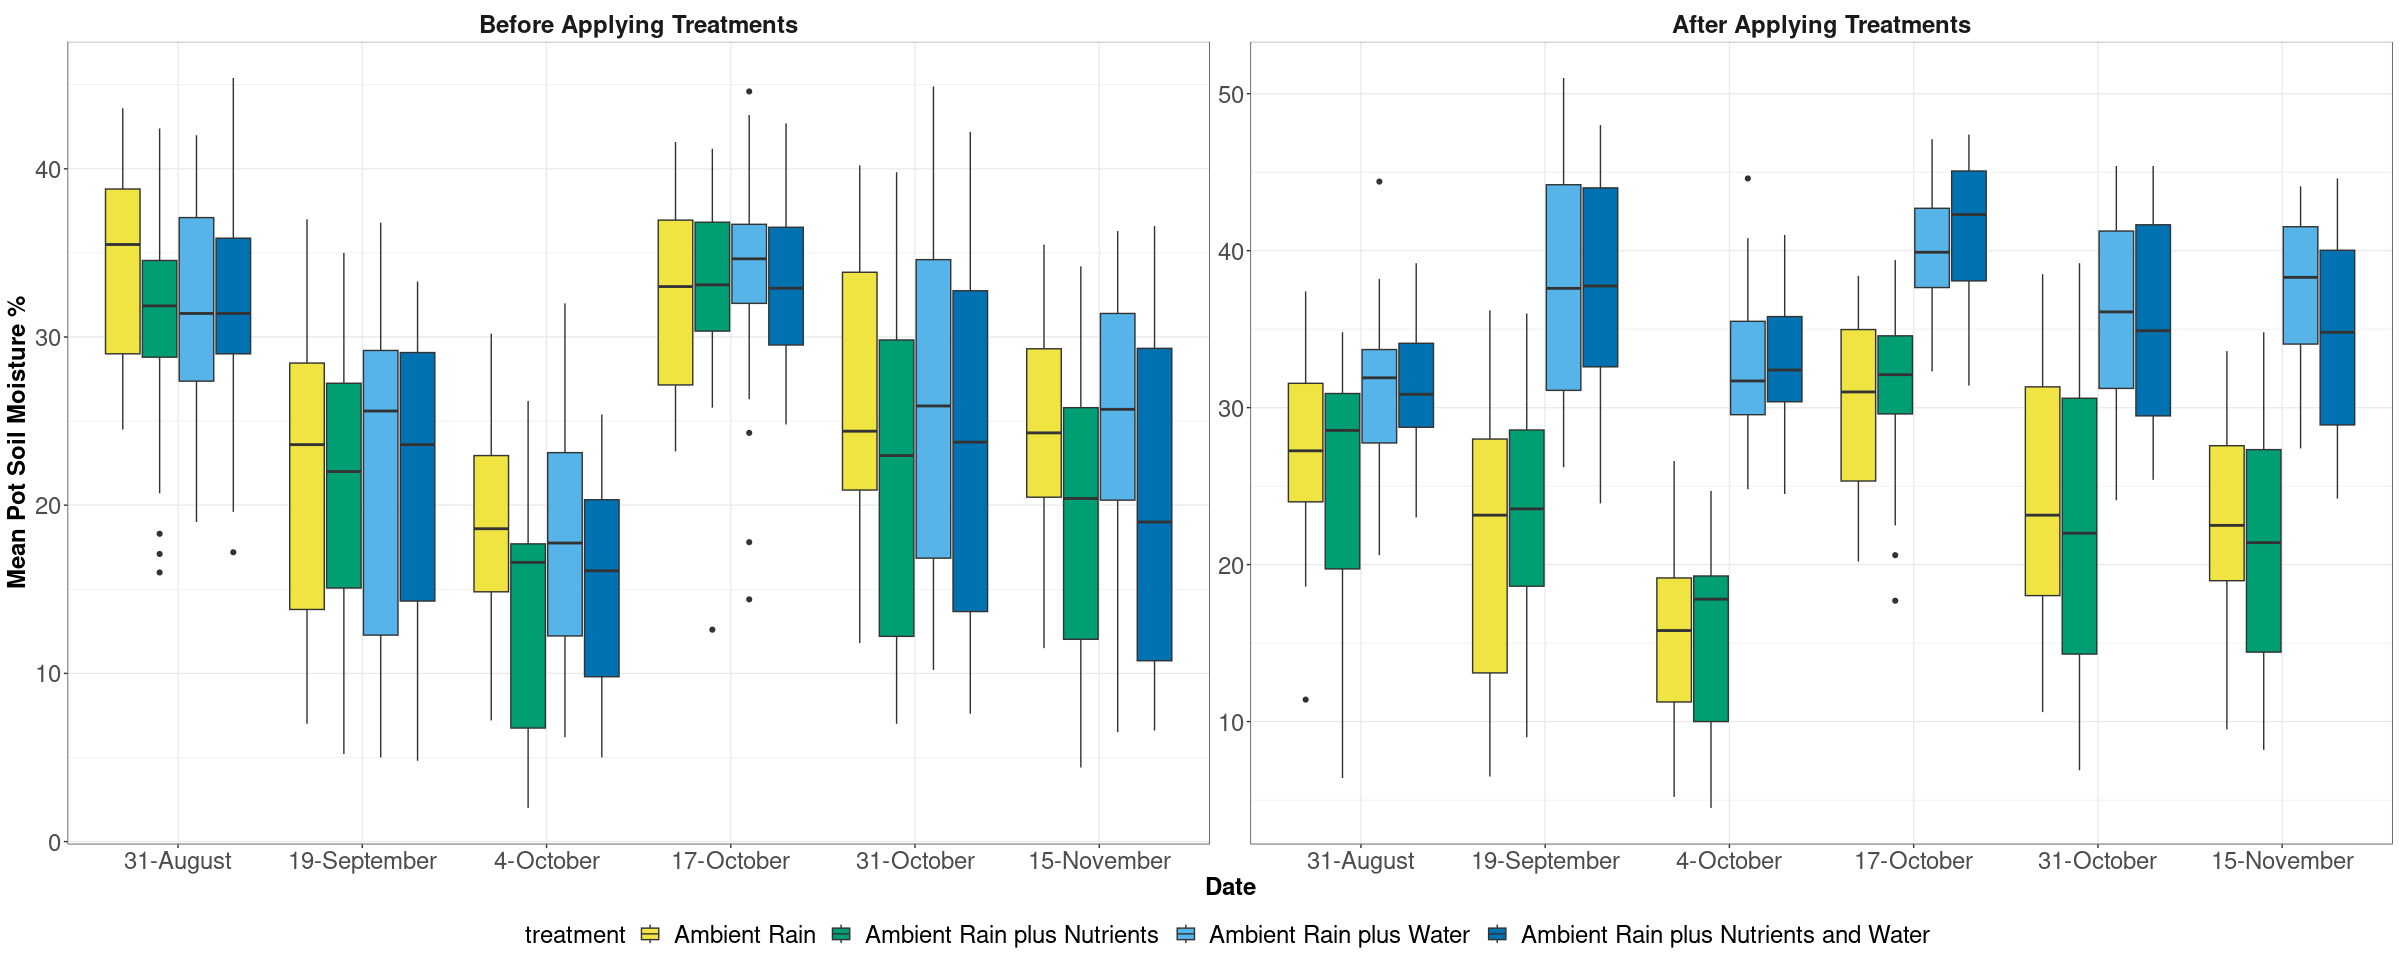 Before Applying Treatments
After Applying Treatments
Mean Pot Soil Moisture %
40
30
20
10
0
50
40
30
20
10
31-August 19-September 4-October 17-October 31-October 15-November
31-August 19-September 4-October 17-October 31-October 15-November
Date
treatment Ambient Rain Ambient Rain plus Nutrients Ambient Rain plus Water Ambient Rain plus Nutrients and Water